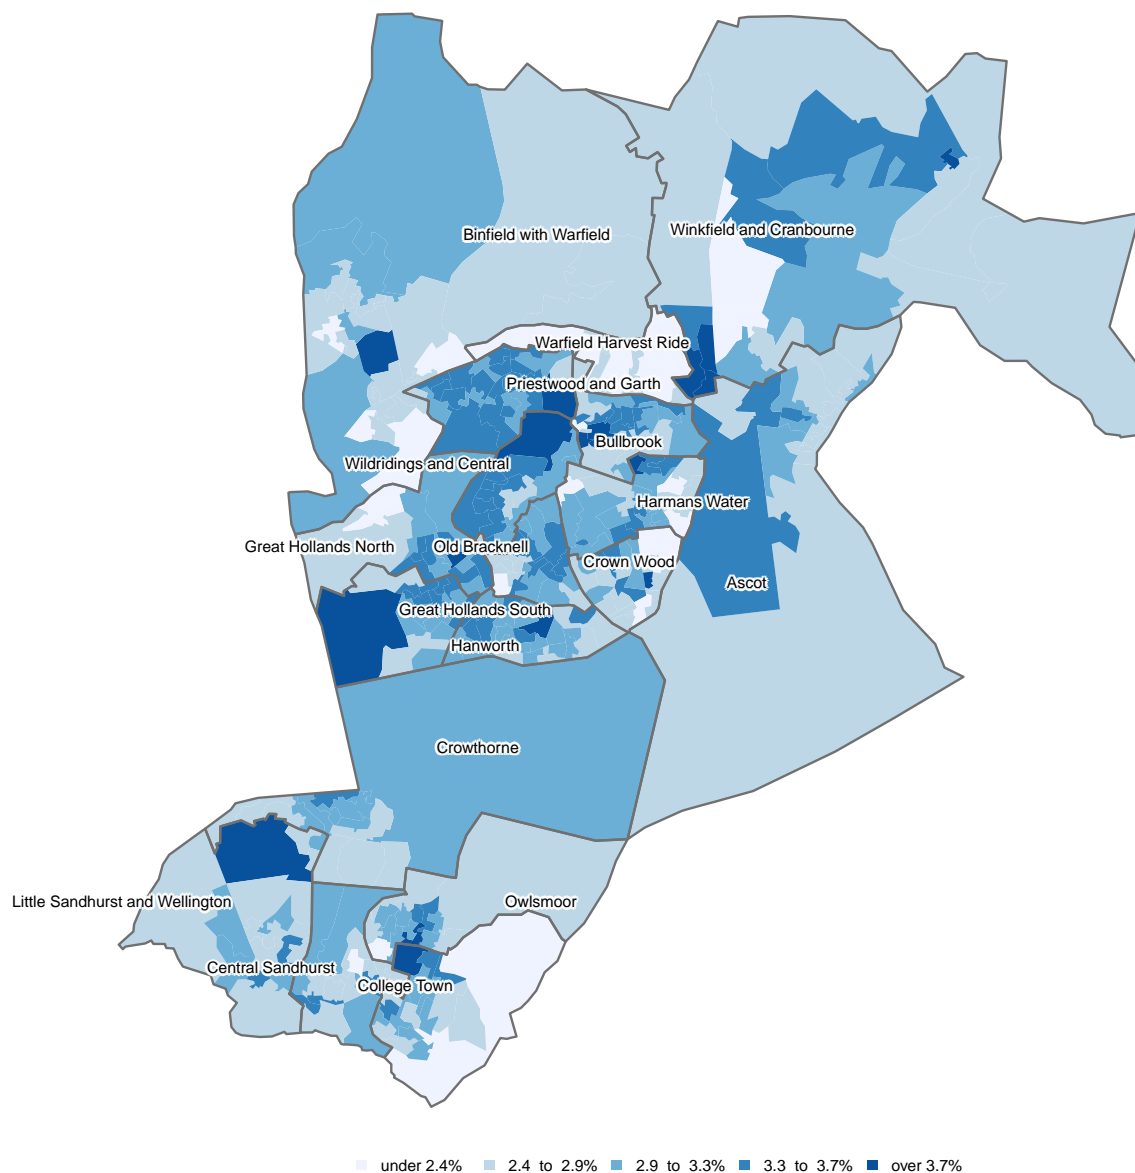 Binfield with Warfield
Winkfield and Cranbourne
Warfield Harvest Ride
Priestwood and Garth
Bullbrook
Wildridings and Central
Harmans Water
Great Hollands North
Old Bracknell
Crown Wood
Ascot
Great Hollands South
Hanworth
Crowthorne
Little Sandhurst and Wellington
Owlsmoor
Central Sandhurst
College Town
under 2.4% 2.4 to 2.9% 2.9 to 3.3% 3.3 to 3.7% over 3.7%